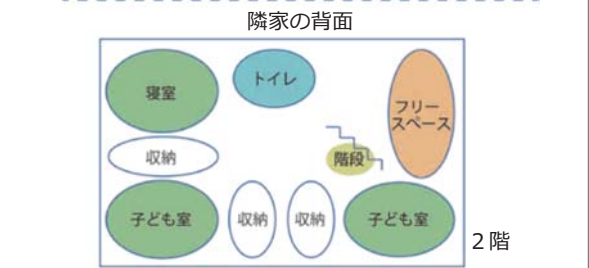 隣家の背面
寝室
トイレ
フリー
スペース
収納
階段
子ども室
収納
収納
子ども室
2階